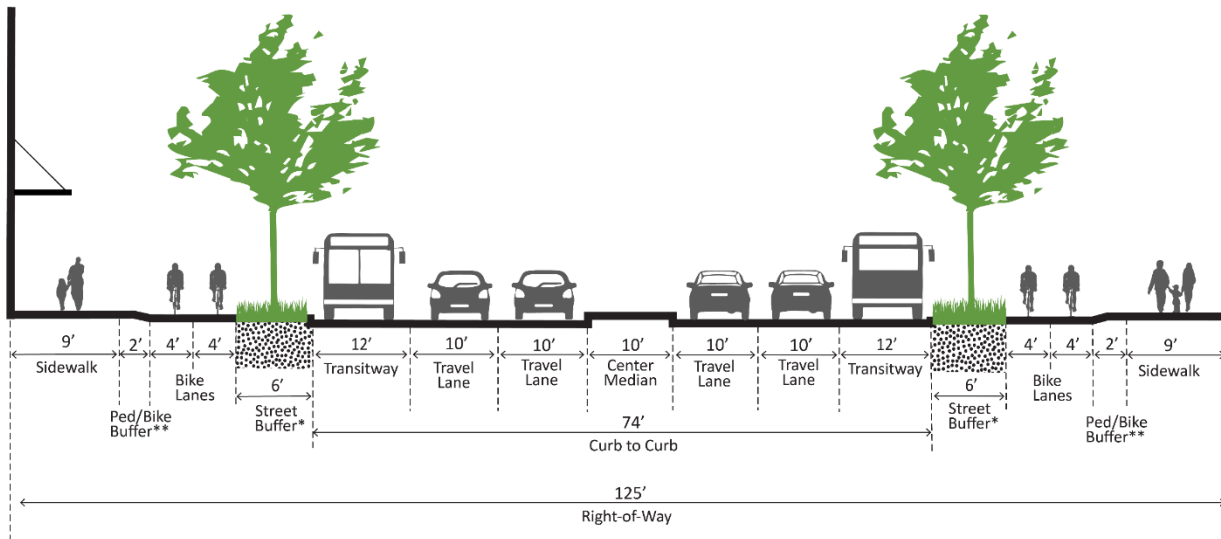 9’ 2’ 4’ 4’ 12’ 10’ 10’ 10’ 10’ 10’ 12’ 4’ 4’ 2’ 9’
Sidewalk
Bike
Lanes
6’
Street
Buffer*
Ped/Bike
Buffer**
Transitway
Travel
Lane
Travel
Lane
Center
Median
Travel
Lane
Travel
Lane
Transitway
6’
Street
Buffer*
Bike
Lanes
Ped/Bike
Buffer**
Sidewalk
74’
Curb to Curb
125’
Right-of-Way